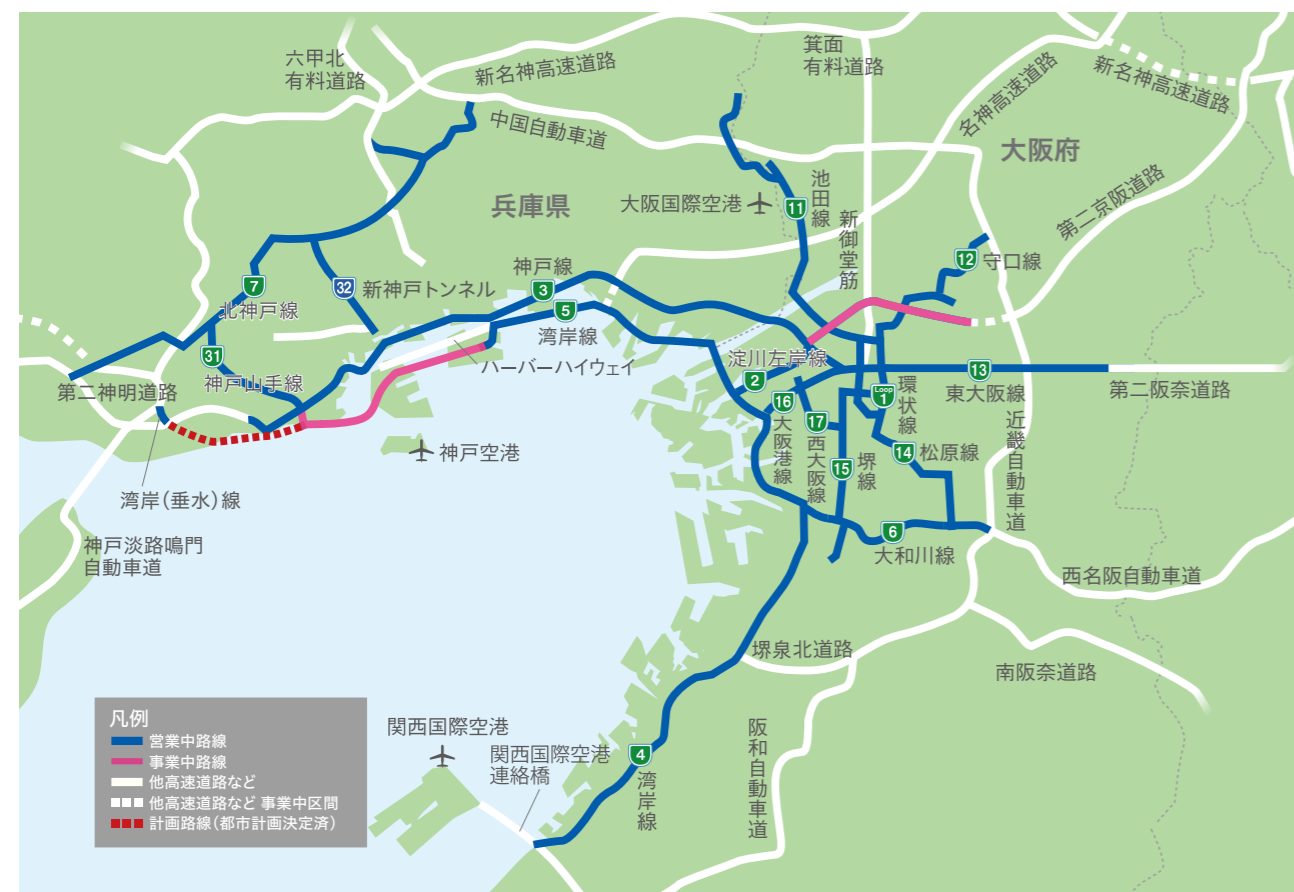 六甲北
有料道路
新名神高速道路
中国自動車道
箕面
有料道路
名神高速道路
新名神高速道路
大阪府
兵庫県
大阪国際空港
11
池田線
新御堂筋
第二京阪道路
12
守口線
神戸線
3
5
湾岸線
7
北神戸線
32
新神戸トンネル
31
神戸山手線
ハーバーハイウェイ
第二神明道路
淀川左岸線
2
16
大阪港線
17
西大阪線
Loop
1
環状線
13
東大阪線
第二阪奈道路
14
松原線
15
堺線
近畿自動車道
神戸空港
湾岸(垂水)線
神戸淡路鳴門
自動車道
6
大和川線
西名阪自動車道
堺泉北道路
南阪奈道路
阪和自動車道
関西国際空港
関西国際空港
連絡橋
4
湾岸線
凡例
営業中路線
事業中路線
他高速道路など
他高速道路など 事業中区間
計画路線(都市計画決定済)